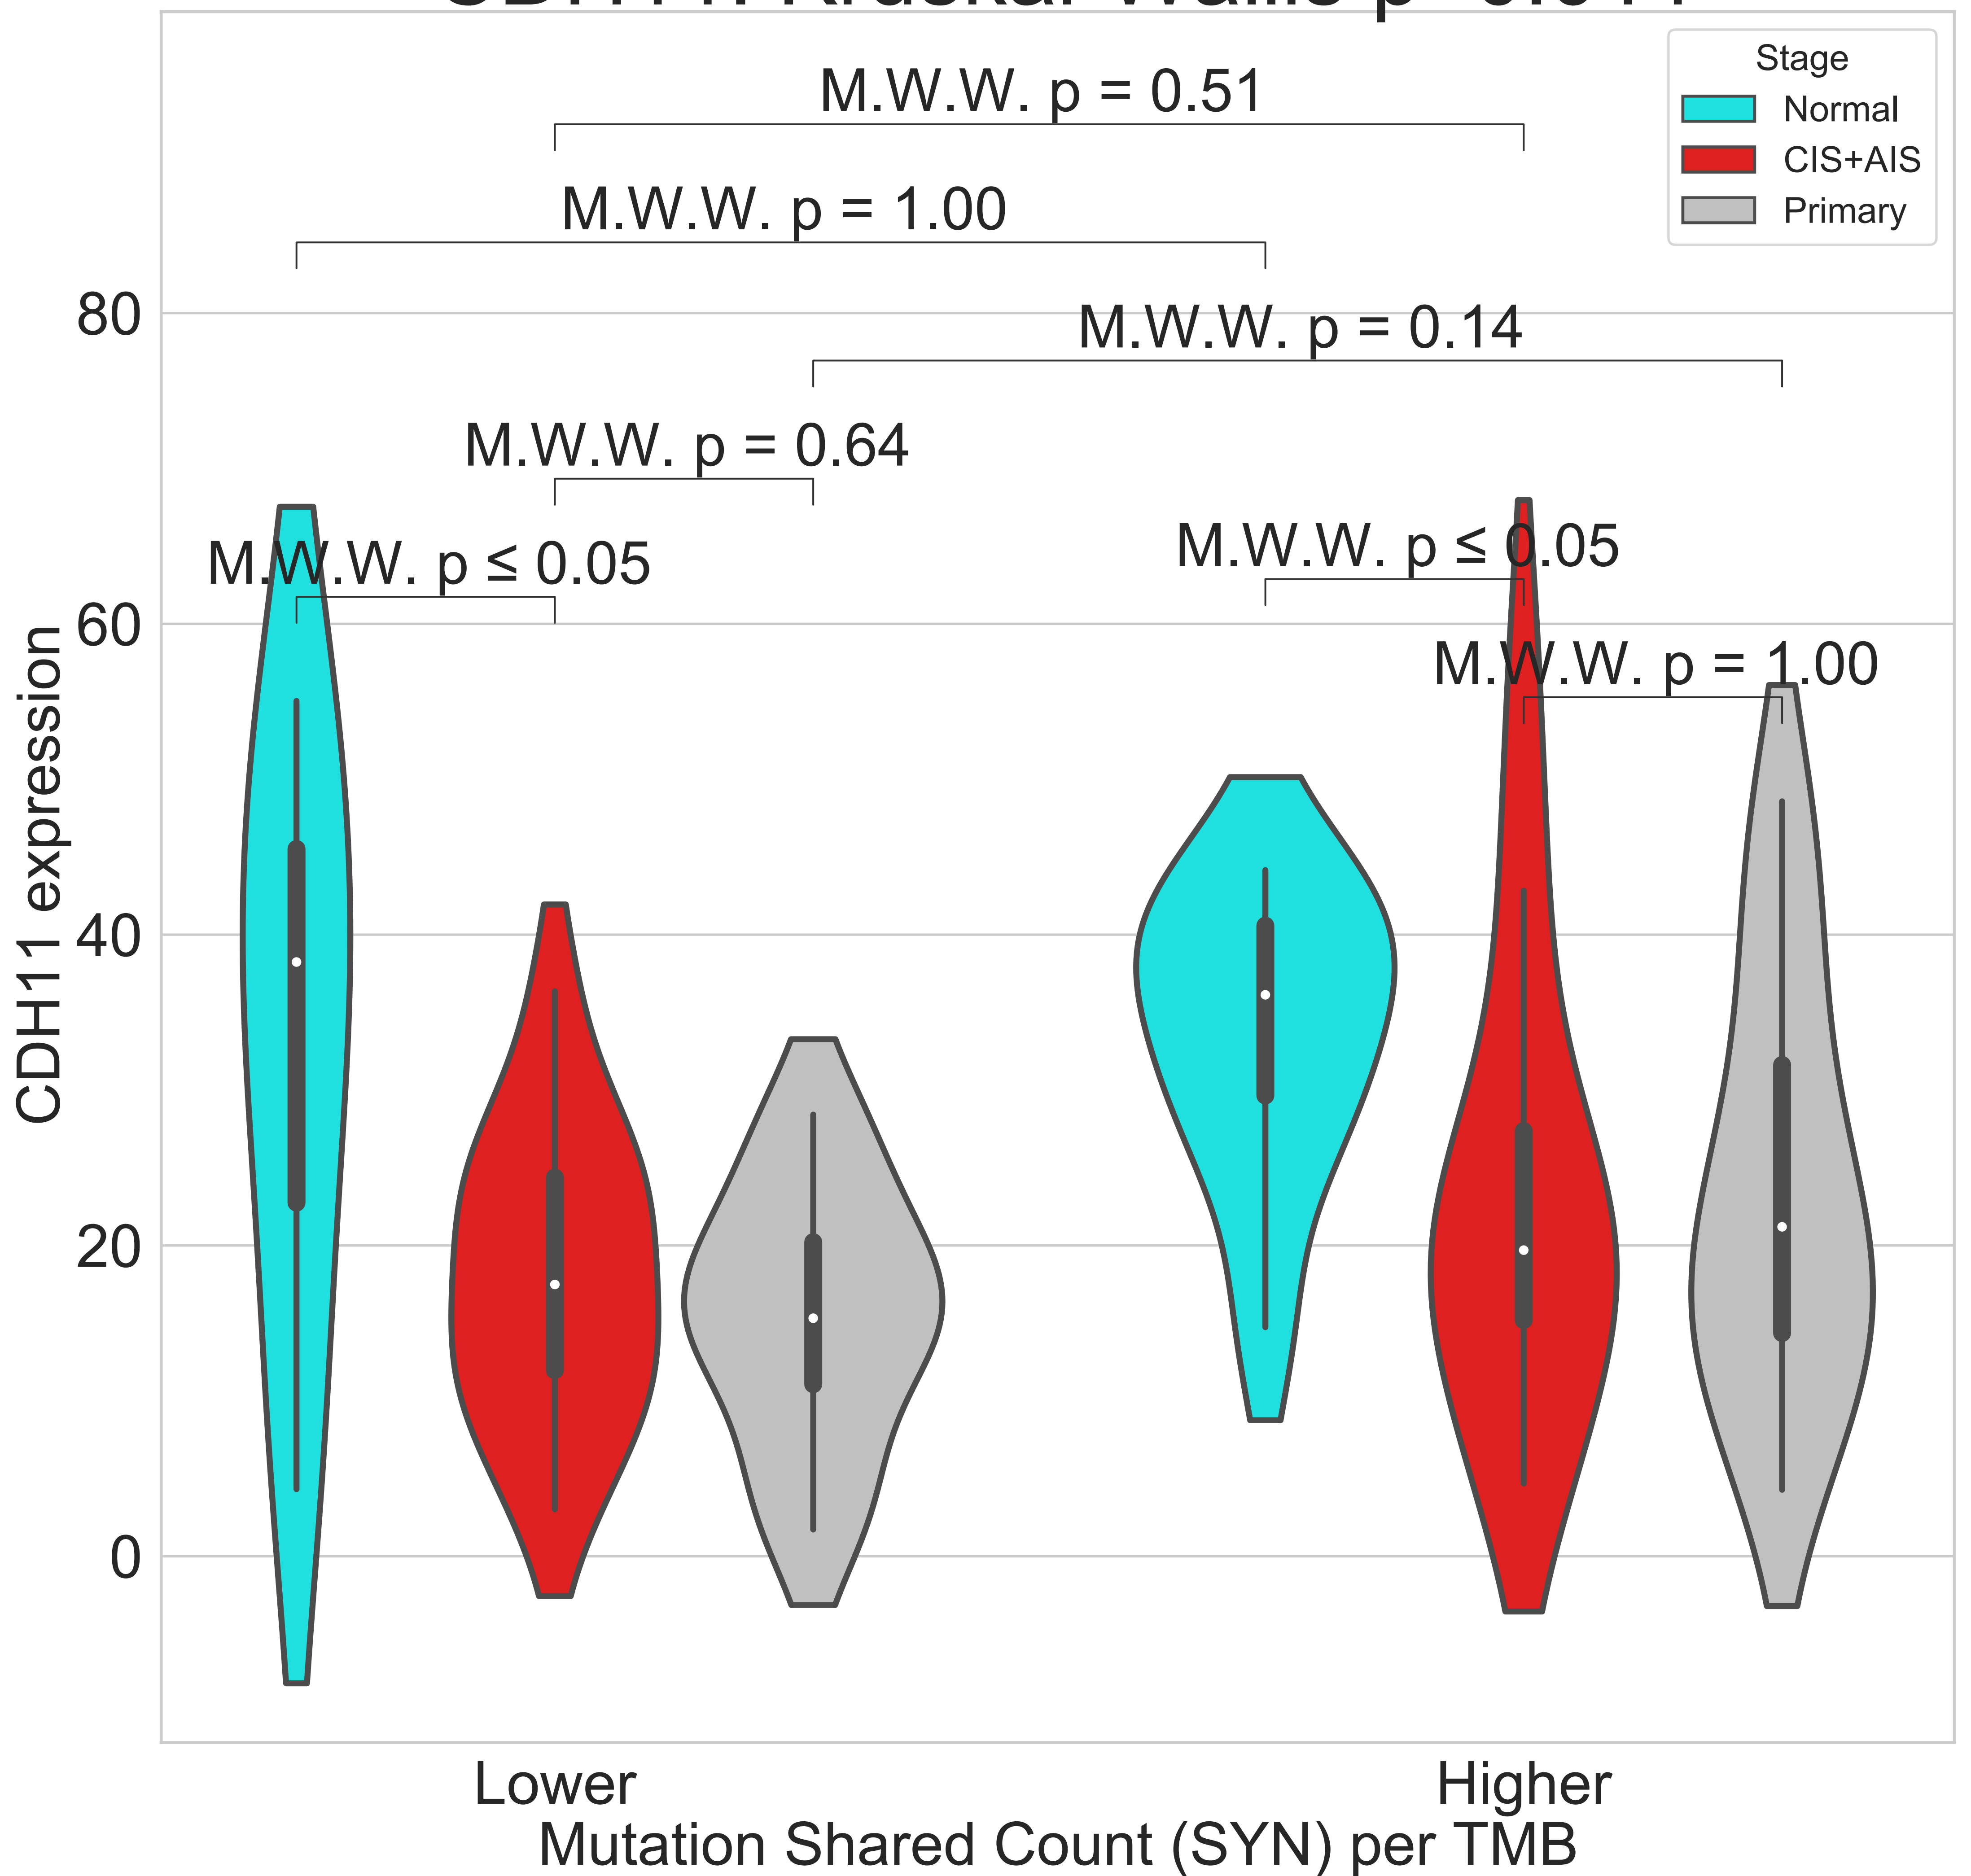 Stage
Normal
CIS+AIS
Primary
M.W.W. p = 0.51
M.W.W. p = 1.00
M.W.W. p = 0.14
M.W.W. p = 0.64
M.W.W. p ≤ 0.05
M.W.W. p ≤ 0.05
M.W.W. p = 1.00
80
60
40
20
0
CDH11 expression
Lower
Higher
Mutation Shared Count (SYN) per TMB